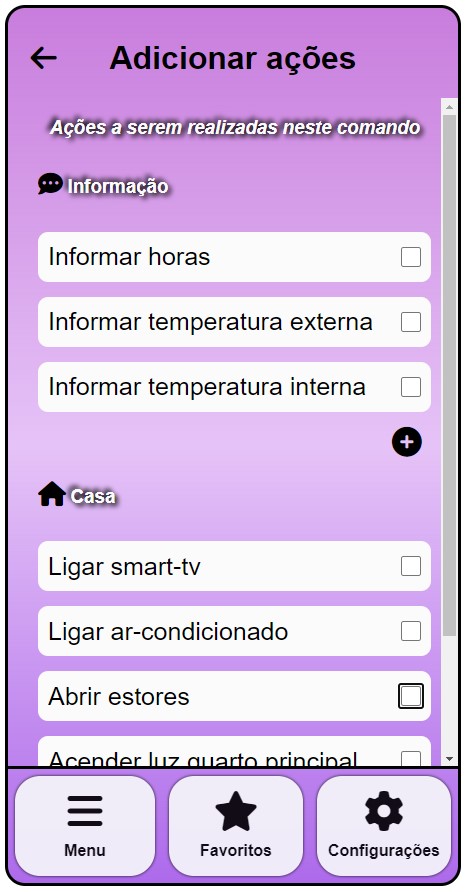 Adicionar ações
Ações a serem realizadas neste comando
Informação
Informar horas
Informar temperatura externa
Informar temperatura interna
Casa
Ligar smart-tv
Ligar ar-condicionado
Abrir estores
Acender luz quarto principal
Menu
Favoritos
Configurações